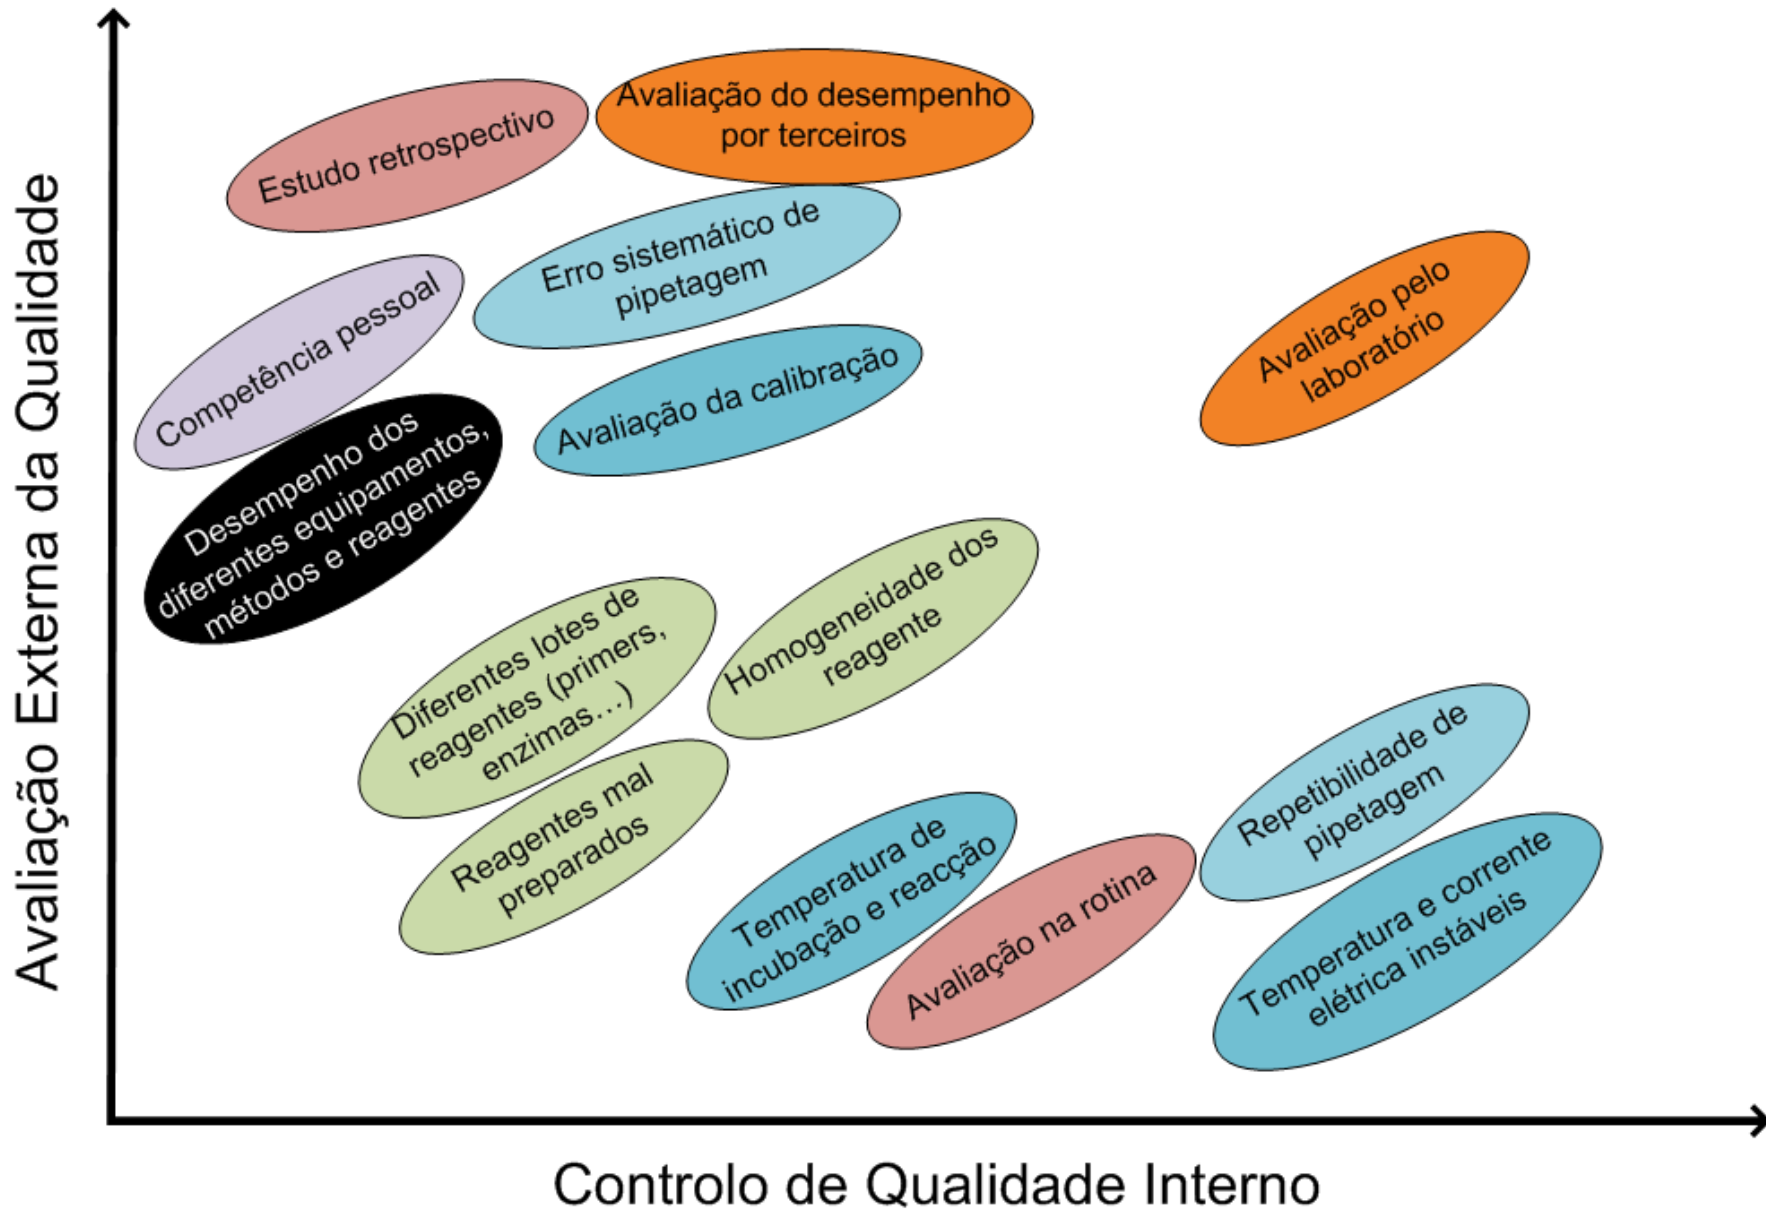 Avaliação Externa da Qualidade
Estudo retrospectivo
Avaliação do desempenho
por terceiros
Erro sistemático de
pipetagem
Competência pessoal
Avaliação da calibração
Avaliação pelo
laboratório
Desempenho dos
diferentes equipamentos,
métodos e reagentes
Homogeneidade dos
reagente
Diferentes lotes de
reagentes (primers,
enzimas...)
Reagentes mal
preparados
Repetibilidade de
pipetagem
Temperatura de
incubação e reacção
Avaliação na rotina
Temperatura e corrente
elétrica instáveis
Controlo de Qualidade Interno